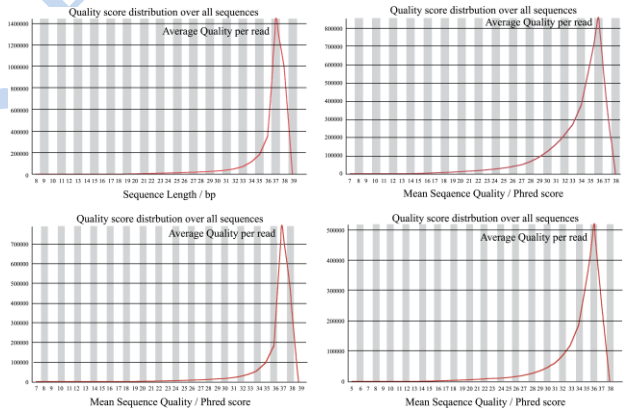 Quality score distrbution over all sequences
Average Quality per read
1400000
1200000
1000000
800000
600000
400000
200000
0
8 9 10 11 12 13 14 15 16 17 18 19 20 21 22 23 24 25 26 27 28 29 30 31 32 33 34 35 36 37 38 39
Sequence Length / bp
Quality score distrbution over all sequences
Average Quality per read
800000
700000
600000
500000
400000
300000
200000
100000
0
7 8 9 10 11 12 13 14 15 16 17 18 19 20 21 22 23 24 25 26 27 28 29 30 31 32 33 34 35 36 37 38
Mean Seqaence Quality / Phred score
Quality score distrbution over all sequences
Average Quality per read
700000
600000
500000
400000
300000
200000
100000
0
8 9 10 11 12 13 14 15 16 17 18 19 20 21 22 23 24 25 26 27 28 29 30 31 32 33 34 35 36 37 38 39
Mean Sequence Quality / Phred score
Quality score distrbution over all sequences
Average Quality per read
500000
400000
300000
200000
100000
0
5 6 7 8 9 10 11 12 13 14 15 16 17 18 19 20 21 22 23 24 25 26 27 28 29 30 31 32 33 34 35 36 37 38
Mean Sequence Quality / Phred score